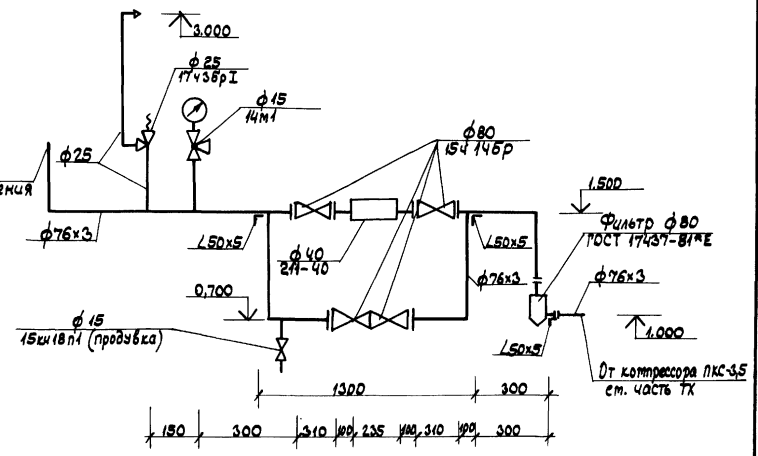 3.000
ф25
17ч3бр I
ф15
14м1
ф80
15ч 14бр
ф25
ения
1.500
Фильтр ф80
ГОСТ 17437-81*Е
ф76х3
L50х5
ф40
211-40
L50х5
ф76х3
ф76х3
0,700
ф15
15кч18п1 (продувка)
L50х5
1.000
От компрессора ПКС-3,5
см. часть ТХ
1300
300
150
300
310
100
235
100
310
100
300